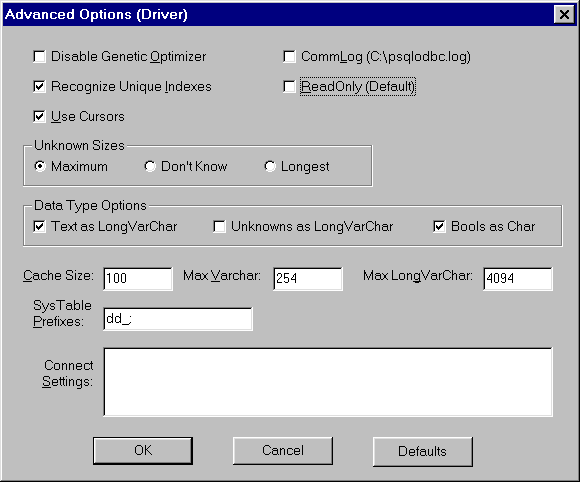 Advanced Options (Driver)
Disable Genetic Optimizer
CommLog (C:\psqlodbc.log)
Recognize Unique Indexes
ReadOnly (Default)
Use Cursors
Unknown Sizes
Maximum
Don't Know
Longest
Data Type Options
Text as LongVarChar
Unknowns as LongVarChar
Bools as Char
Cache Size:
100
Max Varchar:
254
Max LongVarChar:
4094
SysTable
Prefixes:
dd_;
Connect
Settings:
OK
Cancel
Defaults